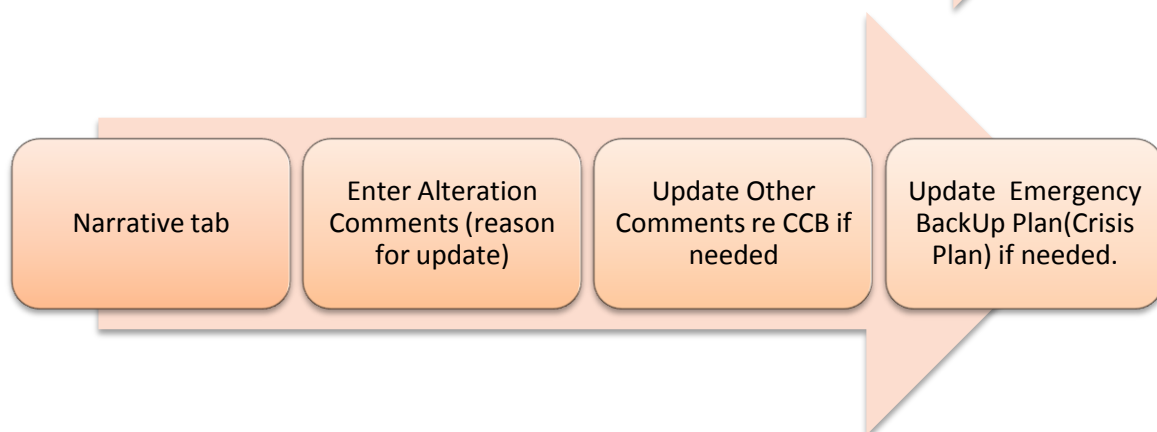 Narrative tab
Enter Alteration
Comments (reason
for update)
Update Other
Comments re CCB if
needed
Update  Emergency
BackUp Plan(Crisis
Plan) if needed.